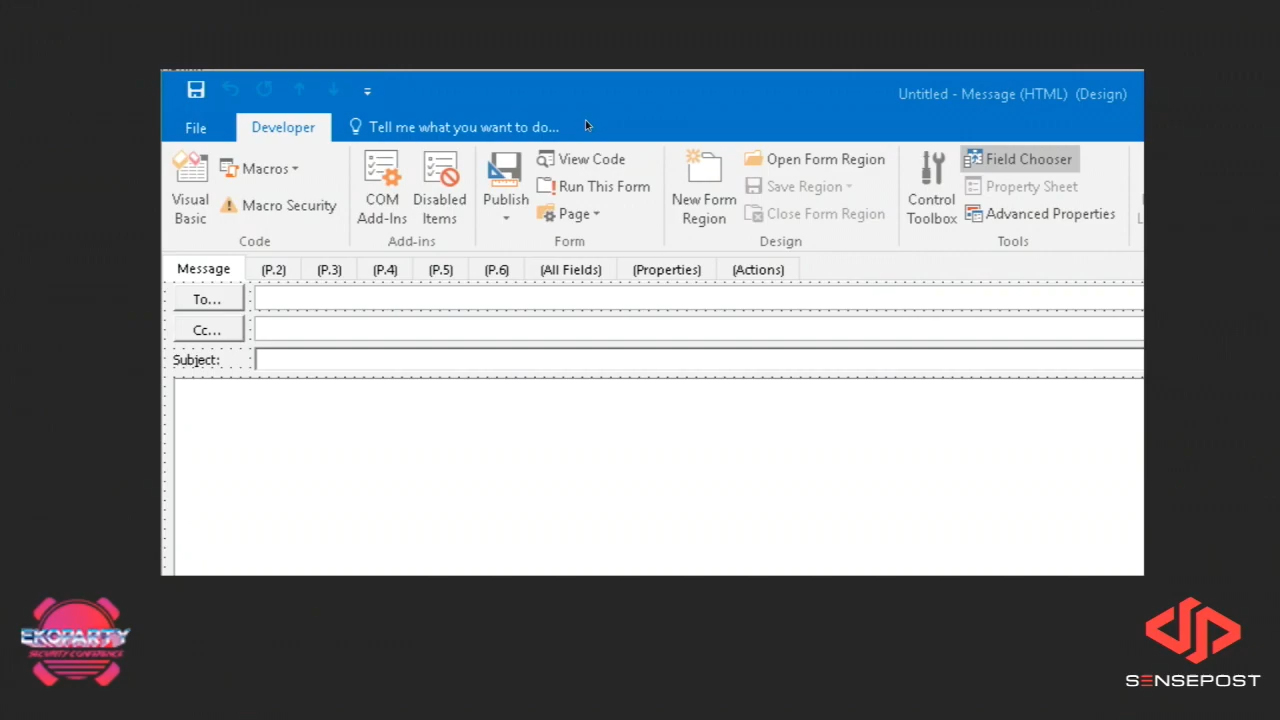 Untitled - Message (HTML) (Design)
File
Developer
Tell me what you want to do...
Visual Basic
Macros
Macro Security
Code
COM Add-Ins
Disabled Items
Add-ins
Publish
View Code
Run This Form
Page
Form
New Form Region
Open Form Region
Save Region
Close Form Region
Design
Control Toolbox
Field Chooser
Property Sheet
Advanced Properties
Tools
Message
(P.2)
(P.3)
(P.4)
(P.5)
(P.6)
(All Fields)
(Properties)
(Actions)
To...
Cc...
Subject:
EKOPARTY
SECURITY CONFERENCE
SENSEPOST